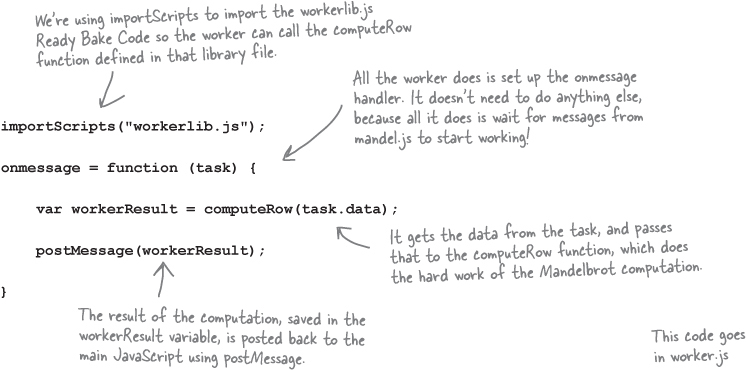 We're using importScripts to import the workerlib.js
Ready Bake Code so the worker can call the computeRow
function defined in that library file.
All the worker does is set up the onmessage
handler. It doesn't need to do anything else,
because all it does is wait for messages from
mandel.js to start working!
importScripts("workerlib.js");
onmessage = function (task) {
var workerResult = computeRow(task.data);
It gets the data from the task, and passes
that to the computeRow function, which does
the hard work of the Mandelbrot computation.
postMessage(workerResult);
}
The result of the computation, saved in the
workerResult variable, is posted back to the
main JavaScript using postMessage.
This code goes
in worker.js